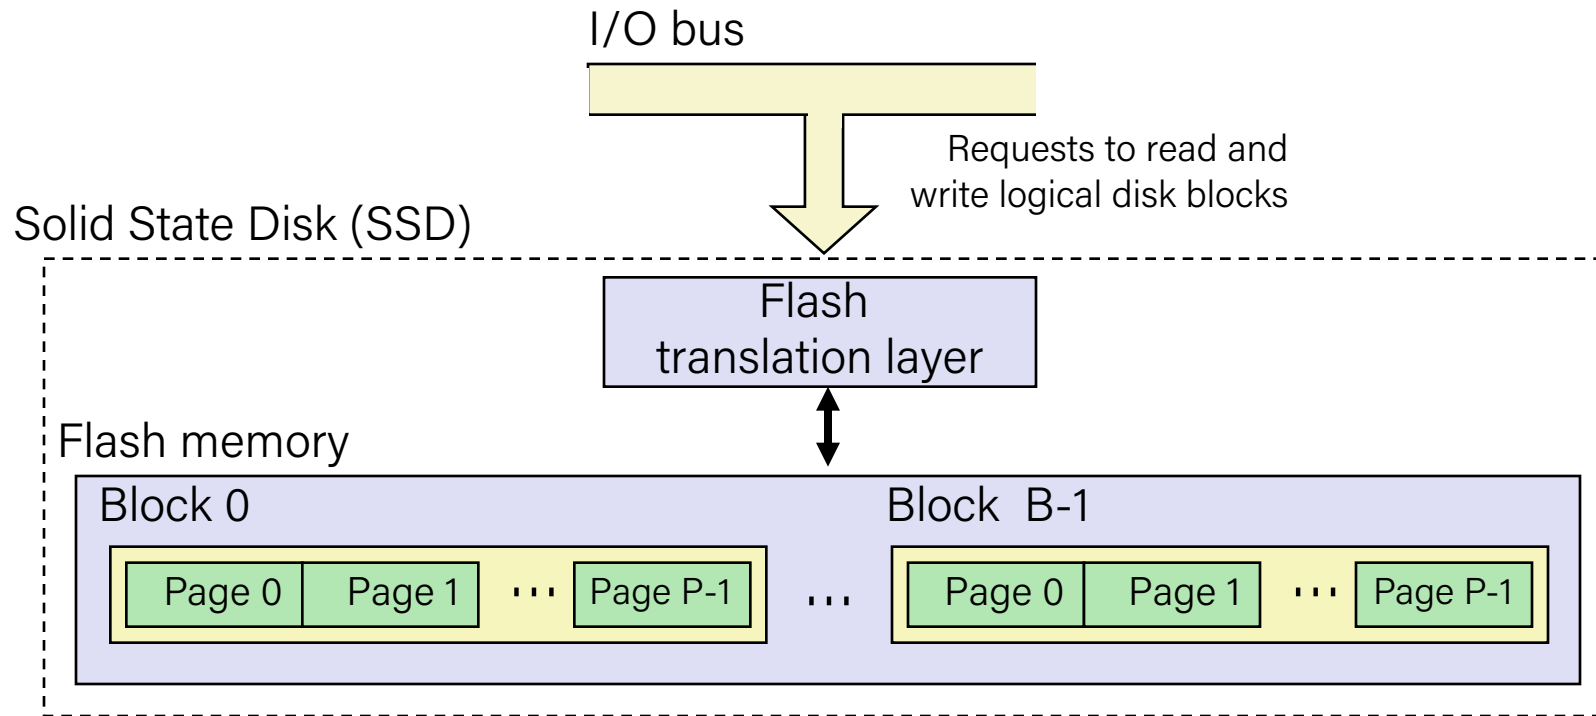 I/O bus
Requests to read and
write logical disk blocks
Solid State Disk (SSD)
Flash
translation layer
Flash memory
Block 0
Block B-1
Page 0
Page 1
...
Page P-1
...
Page 0
Page 1
...
Page P-1